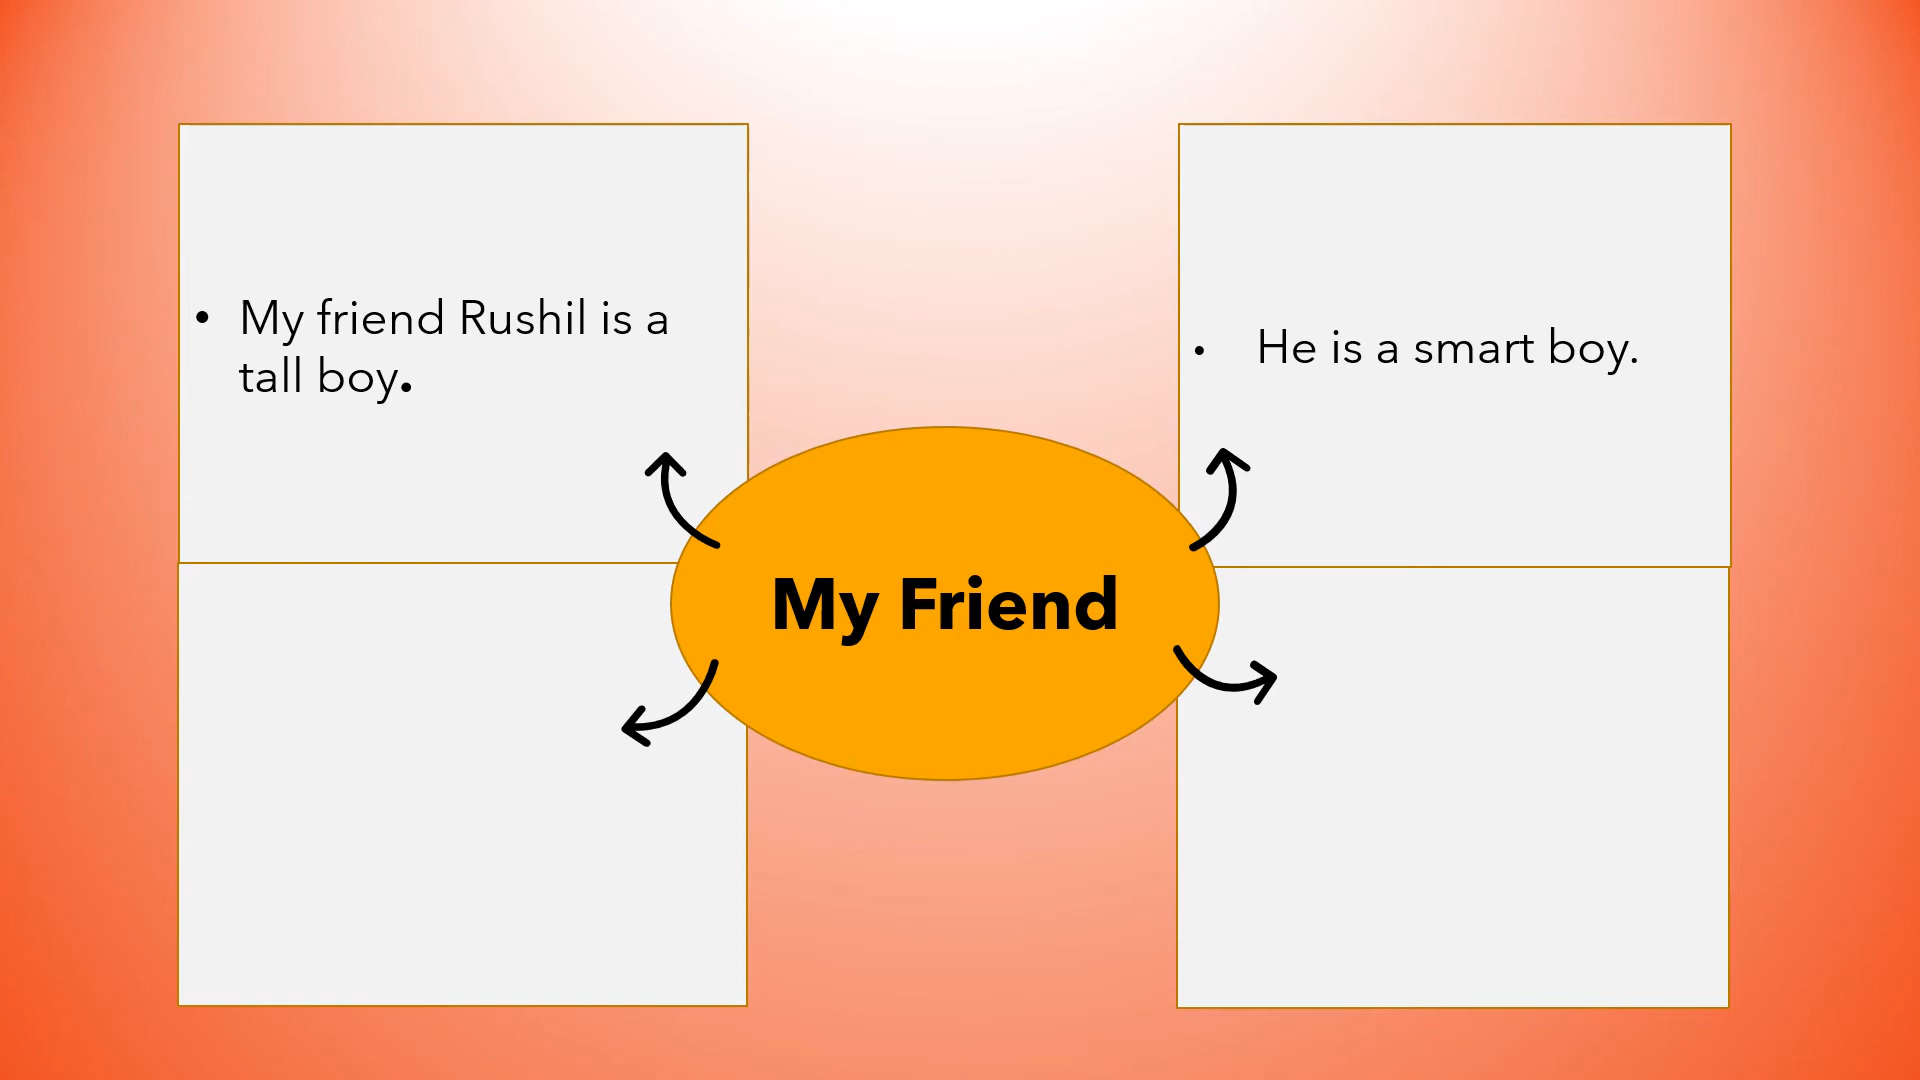 • My friend Rushil is a
tall boy.
• He is a smart boy.
My Friend